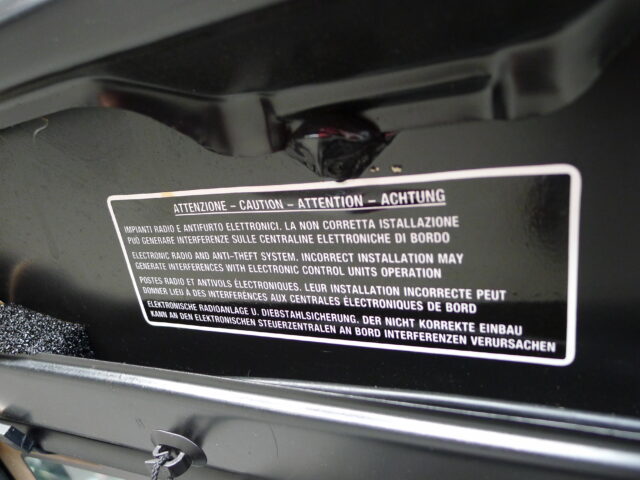 ATTENZIONE - CAUTION - ATTENTION - ACHTUNG
IMPIANTI RADIO E ANTIFURTO ELETTRONICI. LA NON CORRETTA ISTALLAZIONE
PUÒ GENERARE INTERFERENZE SULLE CENTRALINE ELETTRONICHE DI BORDO
ELECTRONIC RADIO AND ANTI-THEFT SYSTEM. INCORRECT INSTALLATION MAY
GENERATE INTERFERENCES WITH ELECTRONIC CONTROL UNITS OPERATION
POSTES RADIO ET ANTIVOLS ÉLECTRONIQUES. LEUR INSTALLATION INCORRECTE PEUT
DONNER LIEU À DES INTERFÉRENCES AUX CENTRALES ÉLECTRONIQUES DE BORD
ELEKTRONISCHE RADIOANLAGE U. DIEBSTAHLSICHERUNG. DER NICHT KORREKTE EINBAU
KANN AN DEN ELEKTRONISCHEN STEUERZENTRALEN AN BORD INTERFERENZEN VERURSACHEN